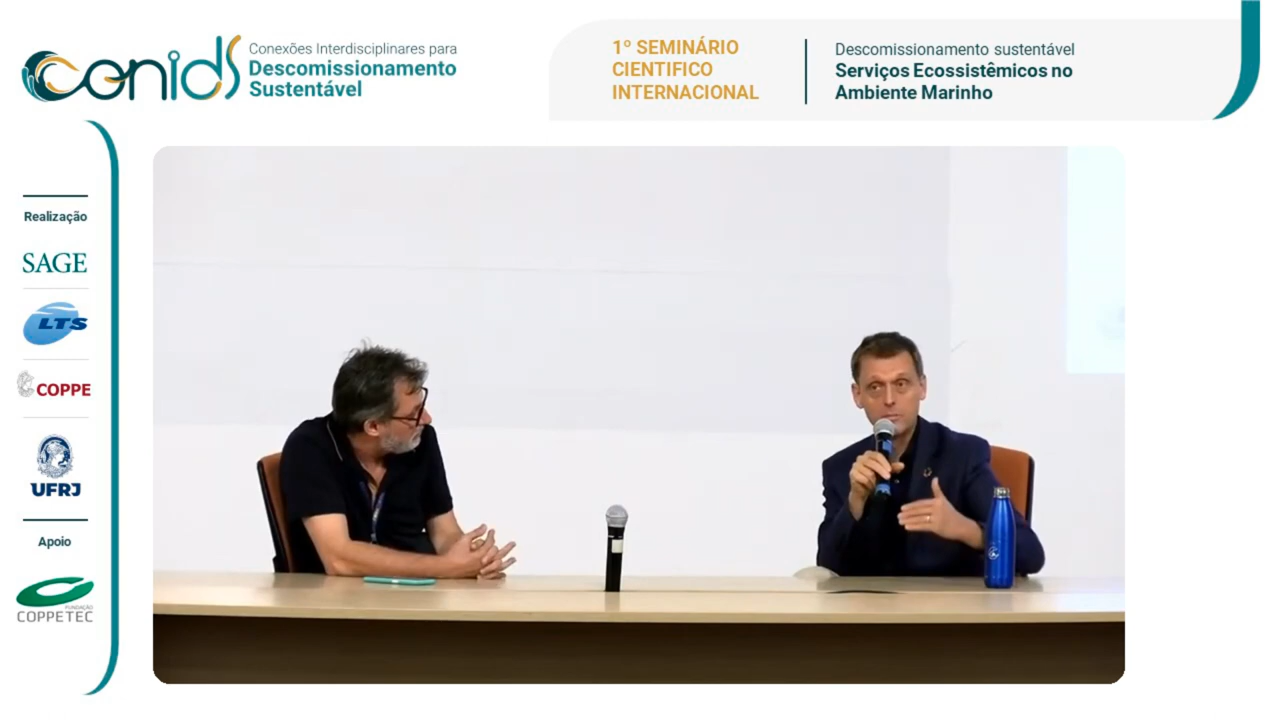 conids
Conexões Interdisciplinares para
Descomissionamento
Sustentável
1º SEMINÁRIO
CIENTIFICO
INTERNACIONAL
Descomissionamento sustentável
Serviços Ecossistêmicos no
Ambiente Marinho
Realização
SAGE
LTS
COPPE
UFRJ
Apoio
FUNDAÇÃO
COPPETEC